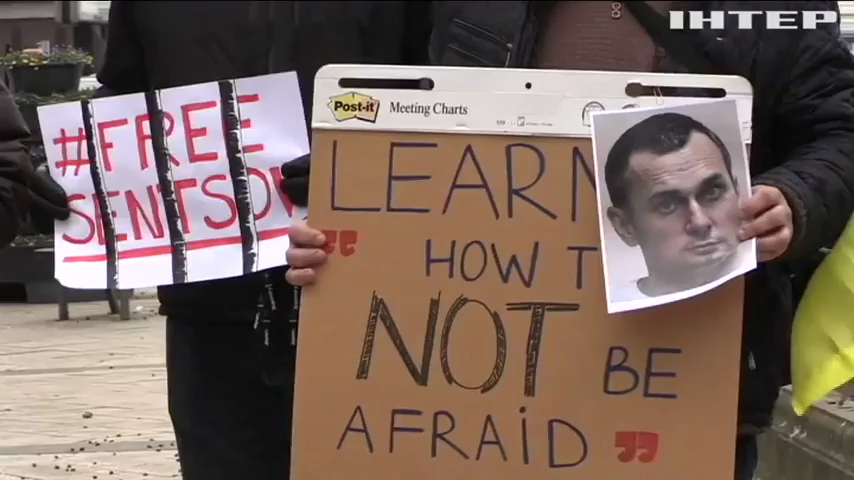 ІНТЕР
#FREE
SENTSOV
Post-it Meeting Charts
LEARN
"HOW T
NOT BE
AFRAID"